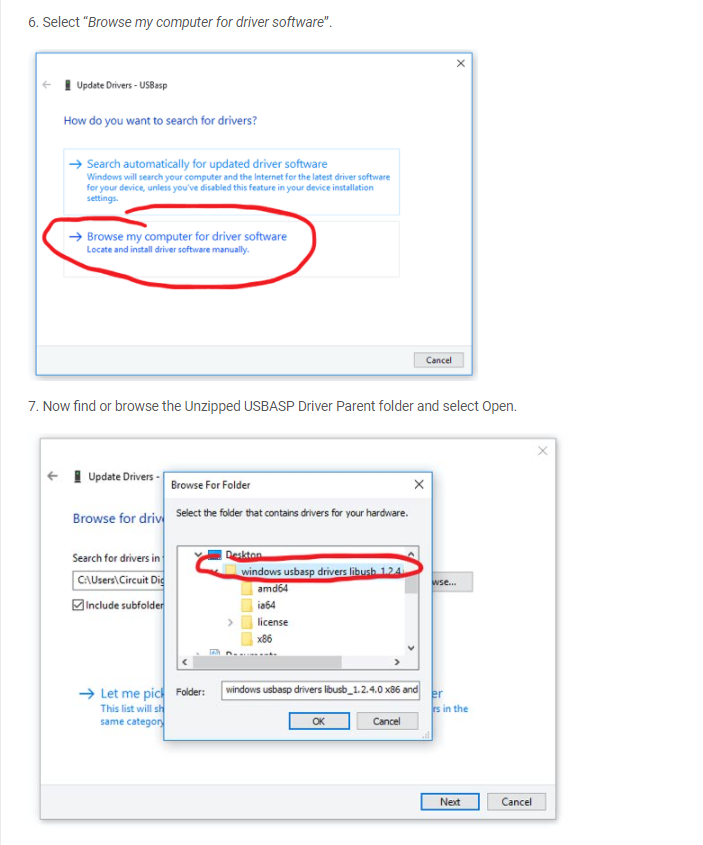 6. Select “Browse my computer for driver software”.
Update Drivers - USBasp
How do you want to search for drivers?
→ Search automatically for updated driver software
Windows will search your computer and the Internet for the latest driver software
for your device, unless you've disabled this feature in your device installation
settings.
→ Browse my computer for driver software
Locate and install driver software manually.
Cancel
7. Now find or browse the Unzipped USBASP Driver Parent folder and select Open.
Update Drivers -
Browse For Folder
Select the folder that contains drivers for your hardware.
Browse for driv
Desktop
Search for drivers in
windows usbasp drivers libusb_1.2.4
C:\Users\Circuit Dig
wse...
amd64
Include subfolder
ia64
license
x86
Documents
→ Let me pick
er
Folder:
windows usbasp drivers libusb_1.2.4.0 x86 and
This list will sh
rs in the
same category
OK
Cancel
Next
Cancel